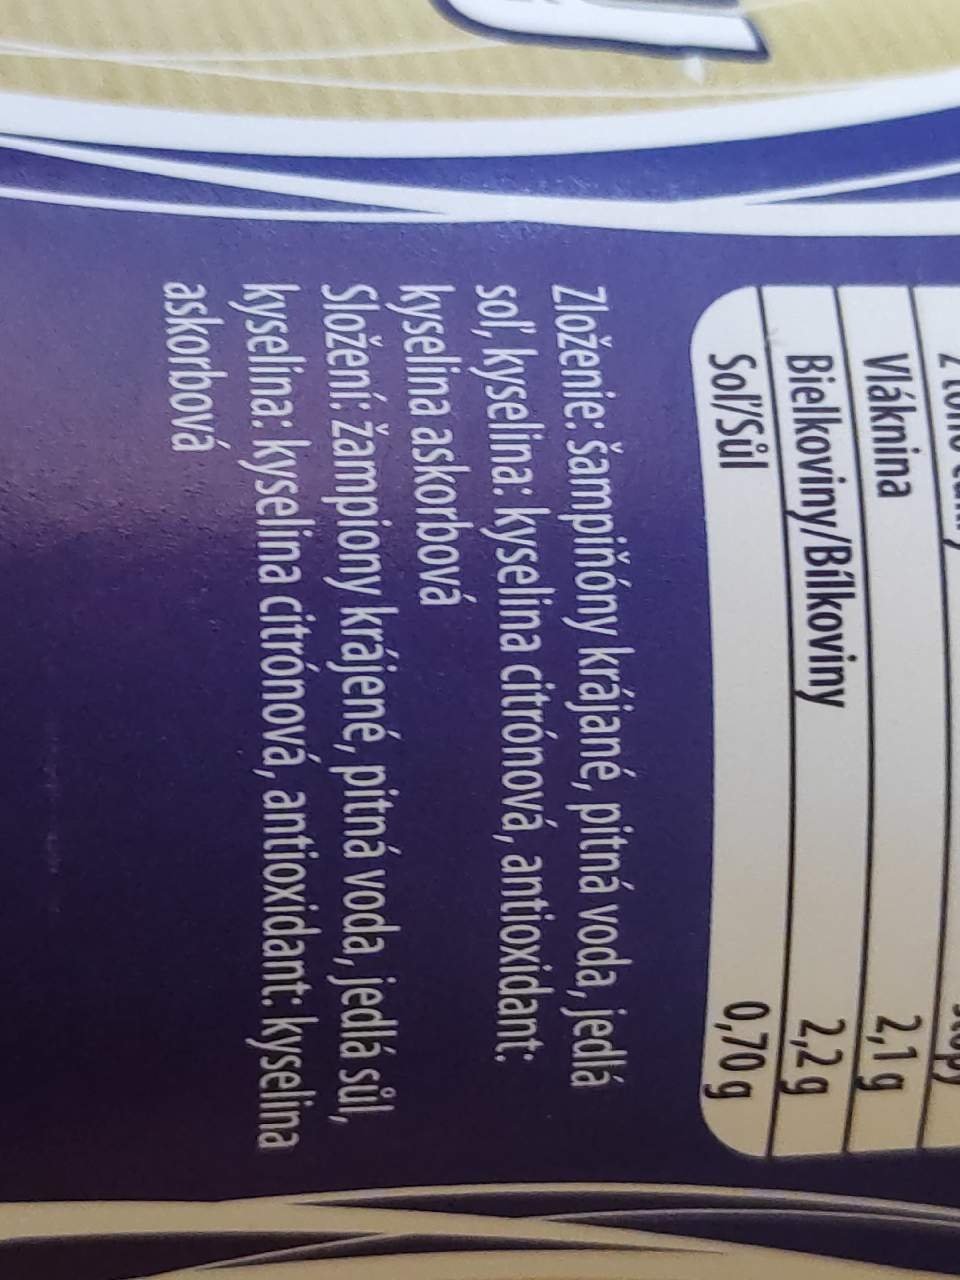 Vláknina 2,1 g
Bielkoviny/Bílkoviny 2,2 g
Soľ/Sůl 0,70 g
Zloženie: šampiňóny krájané, pitná voda, jedlá
soľ, kyselina: kyselina citrónová, antioxidant:
kyselina askorbová
Složení: žampiony krájené, pitná voda, jedlá sůl,
kyselina: kyselina citrónová, antioxidant: kyselina
askorbová